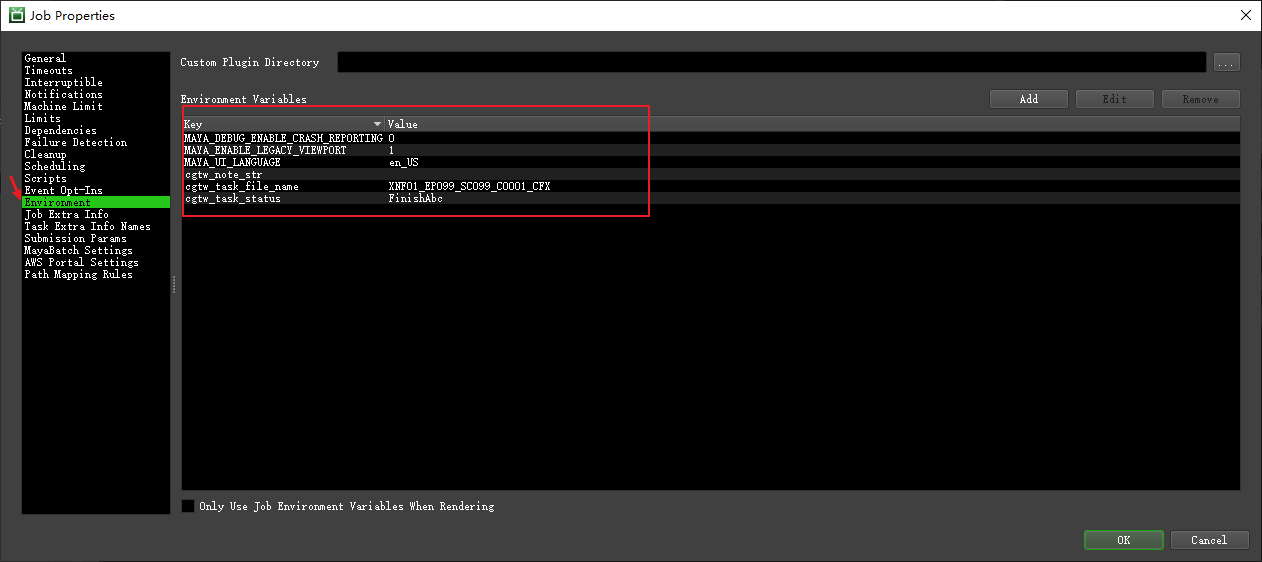 Job Properties
General
Timeouts
Interruptible
Notifications
Machine Limit
Limits
Dependencies
Failure Detection
Cleanup
Scheduling
Scripts
Event Opt-Ins
Environment
Job Extra Info
Task Extra Info Names
Submission Params
MayaBatch Settings
AWS Portal Settings
Path Mapping Rules
Custom Plugin Directory
...
Environment Variables
Add
Edit
Remove
Key Value
MAYA_DEBUG_ENABLE_CRASH_REPORTING 0
MAYA_ENABLE_LEGACY_VIEWPORT 1
MAYA_UI_LANGUAGE en_US
cgtw_note_str
cgtw_task_file_name XNF01_EP099_SC099_C0001_CFX
cgtw_task_status FinishAbc
Only Use Job Environment Variables When Rendering
OK
Cancel